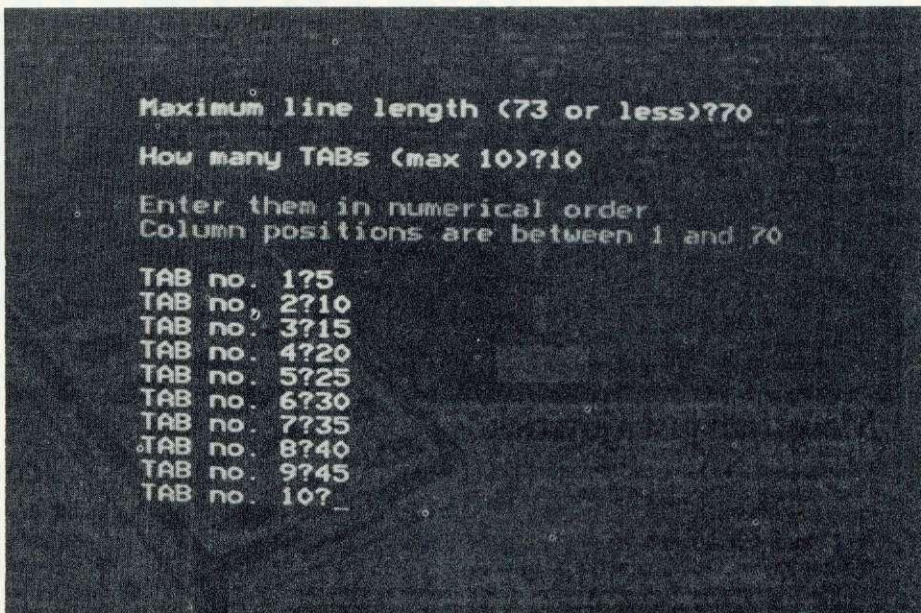 Maximum line length (73 or less)?70
How many TABs (max 10)?10
Enter them in numerical order
Column positions are between 1 and 70
TAB no. 1?5
TAB no. 2?10
TAB no. 3?15
TAB no. 4?20
TAB no. 5?25
TAB no. 6?30
TAB no. 7?35
TAB no. 8?40
TAB no. 9?45
TAB no. 10?_